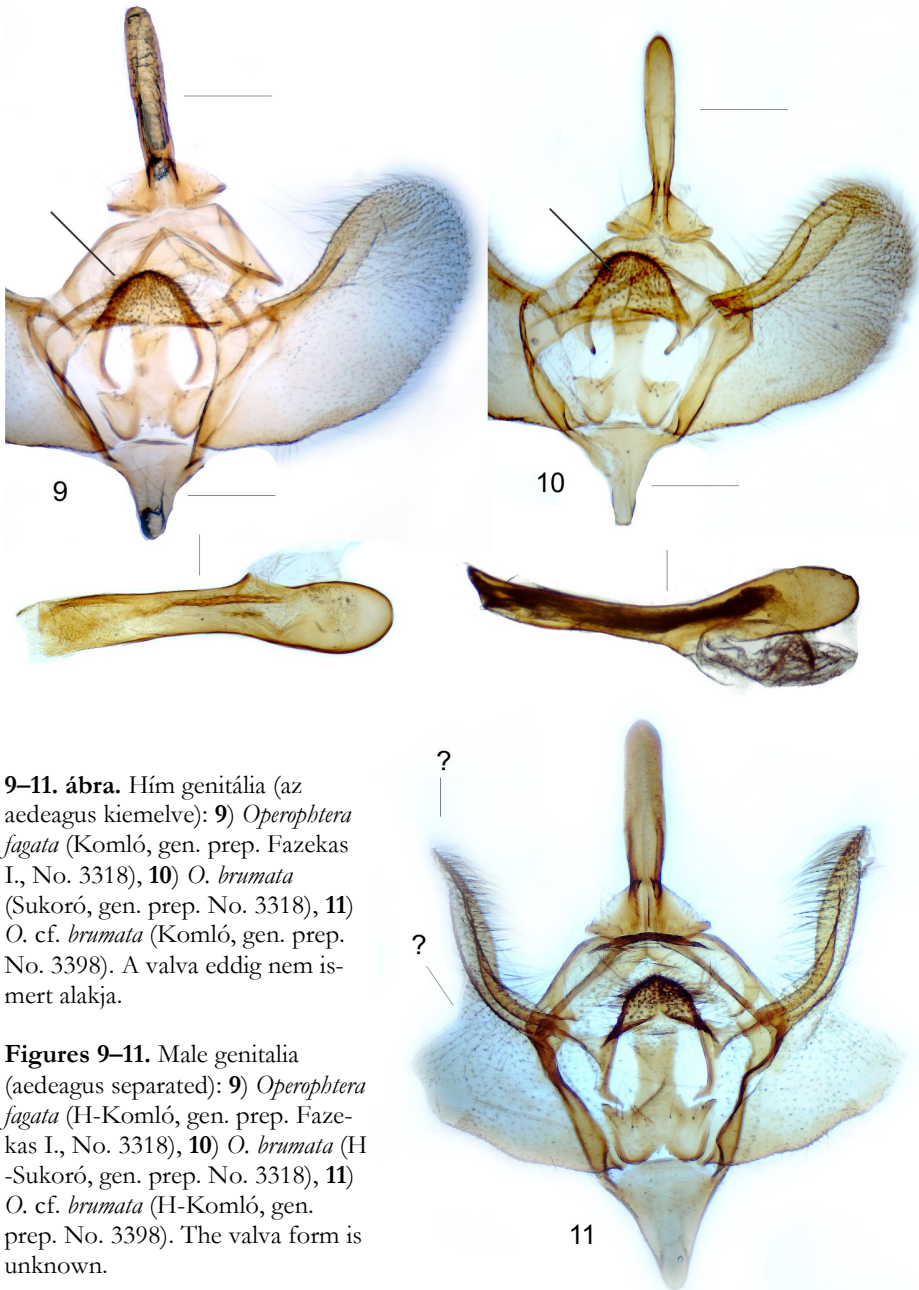 9
10
?
?
9–11. ábra. Hím genitália (az
aedeagus kiemelve): 9) Operophtera
fagata (Komló, gen. prep. Fazekas
I., No. 3318), 10) O. brumata
(Sukoró, gen. prep. No. 3318), 11)
O. cf. brumata (Komló, gen. prep.
No. 3398). A valva eddig nem is-
mert alakja.
Figures 9–11. Male genitalia
(aedeagus separated): 9) Operophtera
fagata (H-Komló, gen. prep. Faze-
kas I., No. 3318), 10) O. brumata (H
-Sukoró, gen. prep. No. 3318), 11)
O. cf. brumata (H-Komló, gen.
prep. No. 3398). The valva form is
unknown.
11